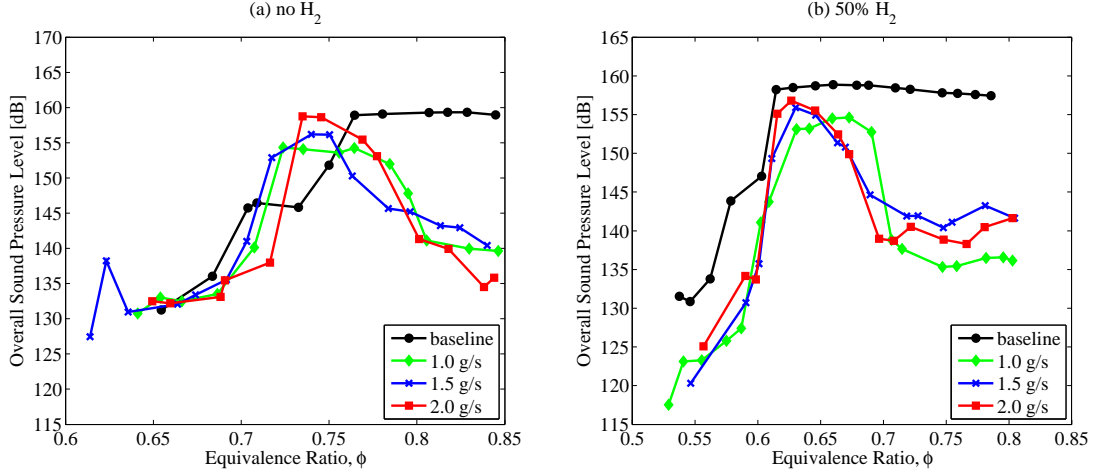 (a) no H2
Overall Sound Pressure Level [dB]
170
165
160
155
150
145
140
135
130
125
120
115
0.6 0.65 0.7 0.75 0.8 0.85
Equivalence Ratio, ϕ
baseline
1.0 g/s
1.5 g/s
2.0 g/s
(b) 50% H2
Overall Sound Pressure Level [dB]
165
160
155
150
145
140
135
130
125
120
115
0.5 0.55 0.6 0.65 0.7 0.75 0.8 0.85
Equivalence Ratio, ϕ
baseline
1.0 g/s
1.5 g/s
2.0 g/s